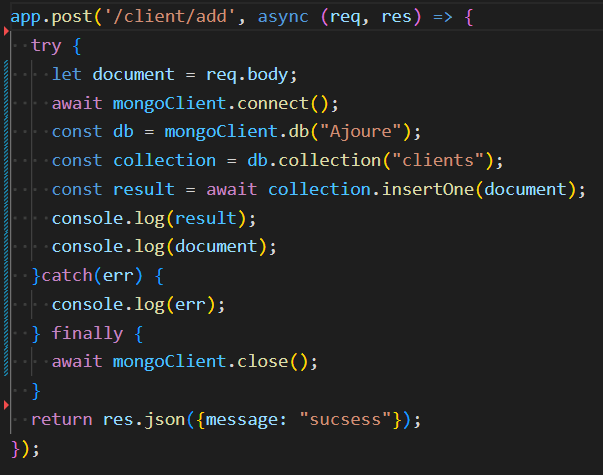 app.post('/client/add', async (req, res) => {
  try {
    let document = req.body;
    await mongoClient.connect();
    const db = mongoClient.db("Ajoure");
    const collection = db.collection("clients");
    const result = await collection.insertOne(document);
    console.log(result);
    console.log(document);
  }catch(err) {
    console.log(err);
  } finally {
    await mongoClient.close();
  }
  return res.json({message: "sucsess"});
});